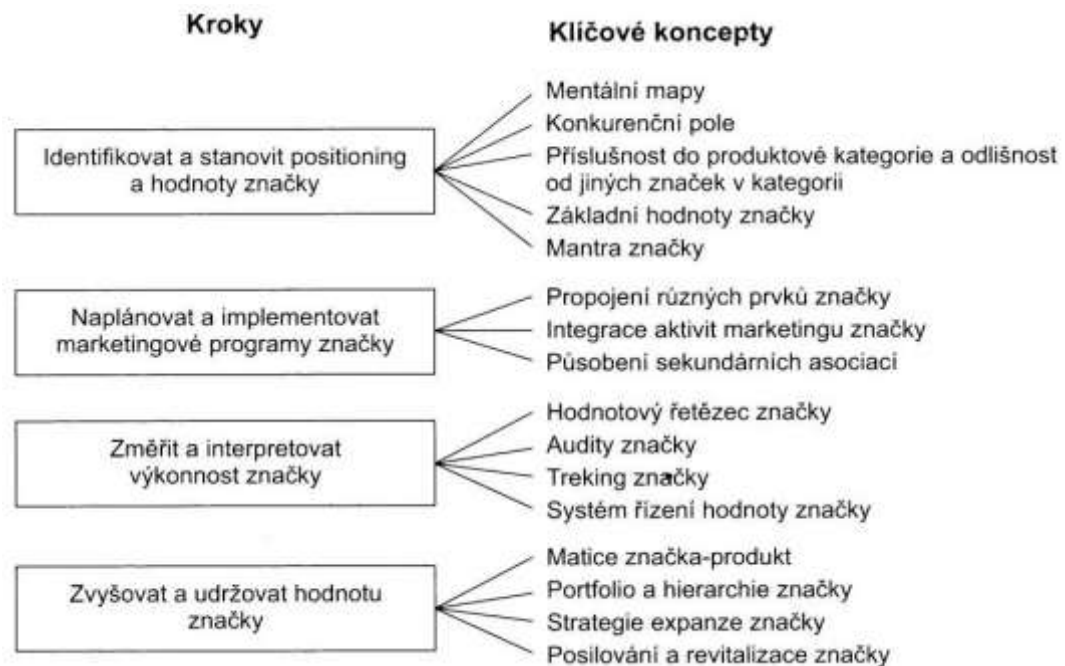 Kroky
Klíčové koncepty
Identifikovat a stanovit positioning
a hodnoty značky
Mentální mapy
Konkurenční pole
Příslušnost do produktové kategorie a odlišnost
od jiných značek v kategorii
Základní hodnoty značky
Mantra značky
Naplánovat a implementovat
marketingové programy značky
Propojení různých prvků značky
Integrace aktivit marketingu značky
Působení sekundárních asociací
Změřit a interpretovat
výkonnost značky
Hodnotový řetězec značky
Audity značky
Treking značky
Systém řízení hodnoty značky
Zvyšovat a udržovat hodnotu
značky
Matice značka-produkt
Portfolio a hierarchie značky
Strategie expanze značky
Posilování a revitalizace značky